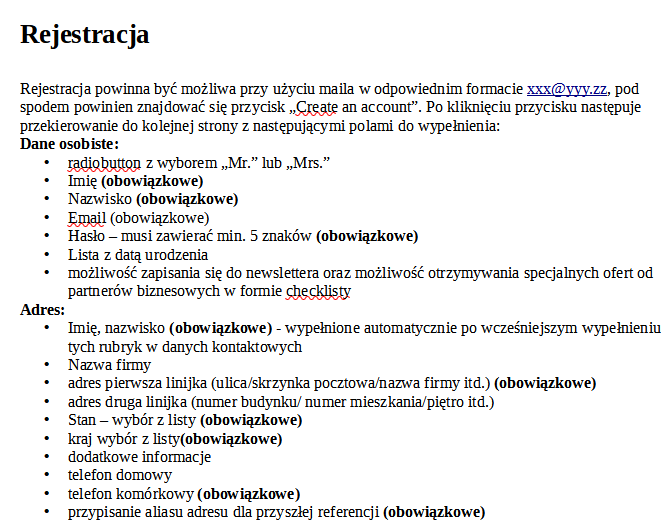 Rejestracja
Rejestracja powinna być możliwa przy użyciu maila w odpowiednim formacie xxx@yyy.zz, pod
spodem powinien znajdować się przycisk „Create an account”. Po kliknięciu przycisku następuje
przekierowanie do kolejnej strony z następującymi polami do wypełnienia:
Dane osobiste:
• radiobutton z wyborem „Mr.” lub „Mrs.”
• Imię (obowiązkowe)
• Nazwisko (obowiązkowe)
• Email (obowiązkowe)
• Hasło – musi zawierać min. 5 znaków (obowiązkowe)
• Lista z datą urodzenia
• możliwość zapisania się do newslettera oraz możliwość otrzymywania specjalnych ofert od
partnerów biznesowych w formie checklisty
Adres:
• Imię, nazwisko (obowiązkowe) - wypełnione automatycznie po wcześniejszym wypełnieniu
tych rubryk w danych kontaktowych
• Nazwa firmy
• adres pierwsza linijka (ulica/skrzynka pocztowa/nazwa firmy itd.) (obowiązkowe)
• adres druga linijka (numer budynku/ numer mieszkania/piętro itd.)
• Stan – wybór z listy (obowiązkowe)
• kraj wybór z listy(obowiązkowe)
• dodatkowe informacje
• telefon domowy
• telefon komórkowy (obowiązkowe)
• przypisanie aliasu adresu dla przyszłej referencji (obowiązkowe)